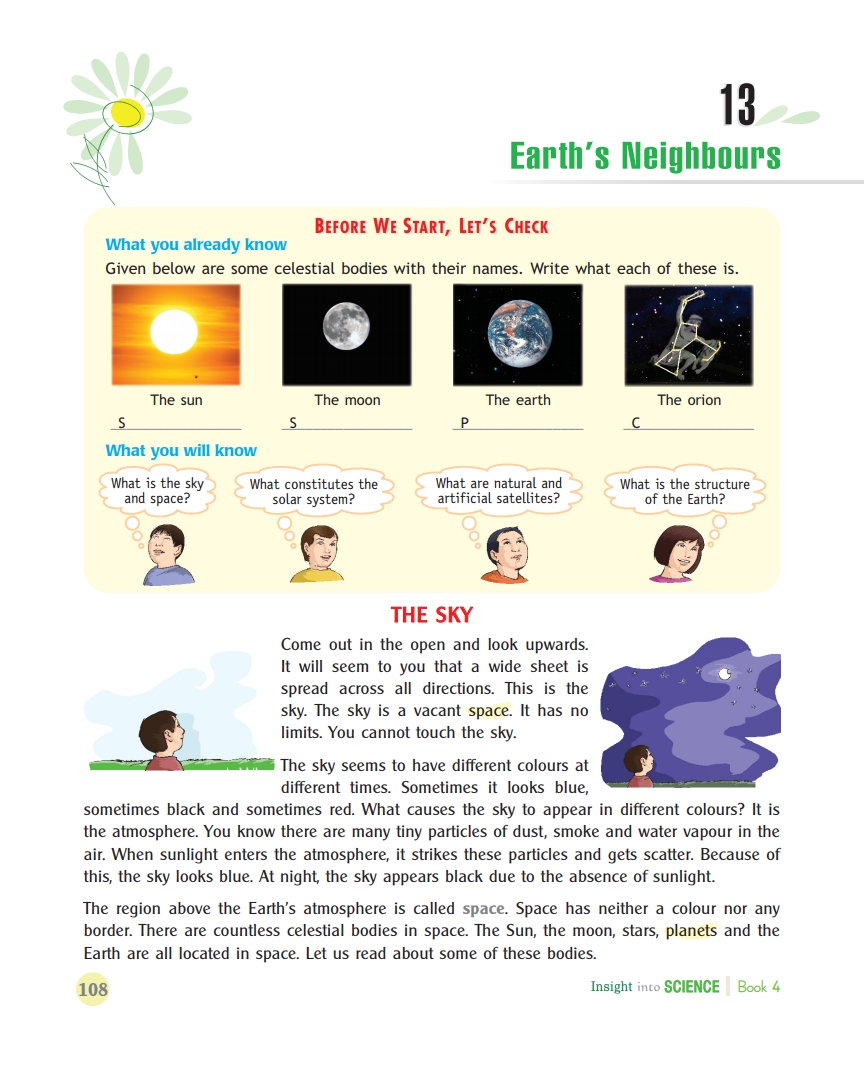 13
Earth's Neighbours
BEFORE WE START, LET'S CHECK
What you already know
Given below are some celestial bodies with their names. Write what each of these is.
The sun
The moon
The earth
The orion
S
S
P
C
What you will know
What is the sky
and space?
What constitutes the
solar system?
What are natural and
artificial satellites?
What is the structure
of the Earth?
THE SKY
Come out in the open and look upwards.
It will seem to you that a wide sheet is
spread across all directions. This is the
sky. The sky is a vacant space. It has no
limits. You cannot touch the sky.
The sky seems to have different colours at
different times. Sometimes it looks blue,
sometimes black and sometimes red. What causes the sky to appear in different colours? It is
the atmosphere. You know there are many tiny particles of dust, smoke and water vapour in the
air. When sunlight enters the atmosphere, it strikes these particles and gets scatter. Because of
this, the sky looks blue. At night, the sky appears black due to the absence of sunlight.
The region above the Earth's atmosphere is called space. Space has neither a colour nor any
border. There are countless celestial bodies in space. The Sun, the moon, stars, planets and the
Earth are all located in space. Let us read about some of these bodies.
108
Insight into SCIENCE Book 4